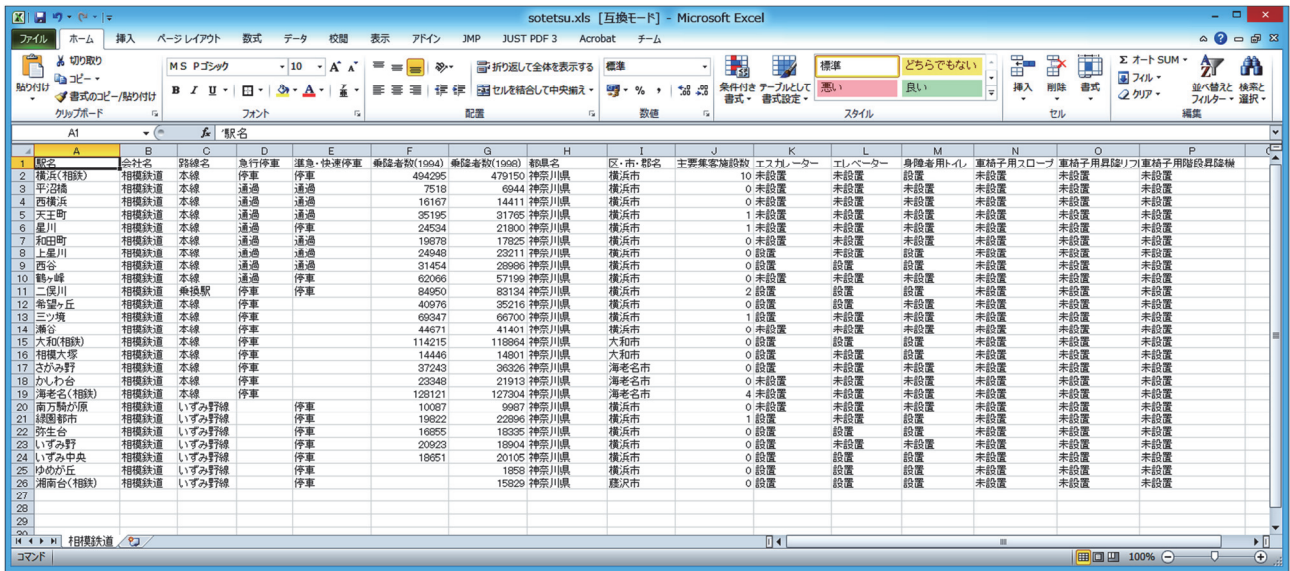 sotetsu.xls [互換モード] - Microsoft Excel
ファイル ホーム 挿入 ページレイアウト 数式 データ 校閲 表示 アドイン JMP JUST PDF 3 Acrobat チーム
貼り付け 切り取り コピー 書式のコピー/貼り付け
クリップボード
MS Pゴシック 10
B I U
フォント
折り返して全体を表示する
セルを結合して中央揃え
配置
標準
数値
条件付き書式 テーブルとして書式設定
標準 どちらでもない
悪い 良い
スタイル
挿入 削除 書式
セル
Σ オート SUM
フィル
クリア
並べ替えとフィルター 検索と選択
編集
A1 fx '駅名
A B C D E F G H I J K L M N O P
1 駅名 会社名 路線名 急行停車 準急・快速停車 乗降者数(1994) 乗降者数(1998) 都県名 区・市・郡名 主要集客施設数 エスカレーター エレベーター 身障者用トイレ 車椅子用スロープ 車椅子用昇降リフ 車椅子用階段昇降機
2 横浜(相鉄) 相模鉄道 本線 停車 停車 494295 479150 神奈川県 横浜市 10 未設置 未設置 設置 未設置 未設置 未設置
3 平沼橋 相模鉄道 本線 通過 通過 7518 6944 神奈川県 横浜市 0 未設置 未設置 未設置 未設置 未設置 未設置
4 西横浜 相模鉄道 本線 通過 通過 16167 14411 神奈川県 横浜市 0 未設置 未設置 未設置 未設置 未設置 未設置
5 天王町 相模鉄道 本線 通過 通過 35195 31765 神奈川県 横浜市 1 未設置 未設置 未設置 未設置 未設置 未設置
6 星川 相模鉄道 本線 通過 停車 24534 21800 神奈川県 横浜市 1 未設置 未設置 未設置 未設置 未設置 未設置
7 和田町 相模鉄道 本線 通過 通過 19878 17825 神奈川県 横浜市 0 未設置 未設置 未設置 未設置 未設置 未設置
8 上星川 相模鉄道 本線 通過 通過 24948 23211 神奈川県 横浜市 0 設置 未設置 設置 未設置 未設置 未設置
9 西谷 相模鉄道 本線 通過 通過 31454 28986 神奈川県 横浜市 0 設置 設置 設置 未設置 未設置 未設置
10 鶴ヶ峰 相模鉄道 本線 通過 停車 62066 57199 神奈川県 横浜市 0 未設置 未設置 未設置 未設置 未設置 未設置
11 二俣川 相模鉄道 乗換駅 停車 停車 84950 83134 神奈川県 横浜市 2 設置 設置 設置 未設置 未設置 未設置
12 希望ヶ丘 相模鉄道 本線 停車 40976 35216 神奈川県 横浜市 0 設置 設置 未設置 未設置 未設置 未設置
13 三ツ境 相模鉄道 本線 停車 69347 66700 神奈川県 横浜市 1 設置 未設置 未設置 未設置 未設置 未設置
14 瀬谷 相模鉄道 本線 停車 44671 41401 神奈川県 横浜市 0 未設置 未設置 未設置 未設置 未設置 未設置
15 大和(相鉄) 相模鉄道 本線 停車 114215 118864 神奈川県 大和市 0 設置 設置 設置 未設置 未設置 未設置
16 相模大塚 相模鉄道 本線 停車 14446 14801 神奈川県 大和市 0 設置 未設置 設置 未設置 未設置 未設置
17 さがみ野 相模鉄道 本線 停車 37243 36326 神奈川県 海老名市 0 設置 未設置 未設置 未設置 未設置 未設置
18 かしわ台 相模鉄道 本線 停車 23348 21913 神奈川県 海老名市 0 未設置 未設置 未設置 未設置 未設置 未設置
19 海老名(相鉄) 相模鉄道 本線 停車 128121 127304 神奈川県 海老名市 4 未設置 未設置 未設置 未設置 未設置 未設置
20 南万騎が原 相模鉄道 いずみ野線 停車 10087 9987 神奈川県 横浜市 0 未設置 未設置 未設置 未設置 未設置 未設置
21 緑園都市 相模鉄道 いずみ野線 停車 19822 22896 神奈川県 横浜市 1 設置 未設置 設置 未設置 未設置 未設置
22 弥生台 相模鉄道 いずみ野線 停車 16855 18335 神奈川県 横浜市 0 設置 設置 設置 未設置 未設置 未設置
23 いずみ野 相模鉄道 いずみ野線 停車 20923 18904 神奈川県 横浜市 0 設置 未設置 未設置 未設置 未設置 未設置
24 いずみ中央 相模鉄道 いずみ野線 停車 18651 20105 神奈川県 横浜市 0 設置 設置 設置 未設置 未設置 未設置
25 ゆめが丘 相模鉄道 いずみ野線 停車 1858 神奈川県 横浜市 0 設置 設置 設置 未設置 未設置 未設置
26 湘南台(相鉄) 相模鉄道 いずみ野線 停車 15829 神奈川県 藤沢市 0 設置 設置 設置 未設置 未設置 未設置
27
28
29
30
相模鉄道
コマンド 100%